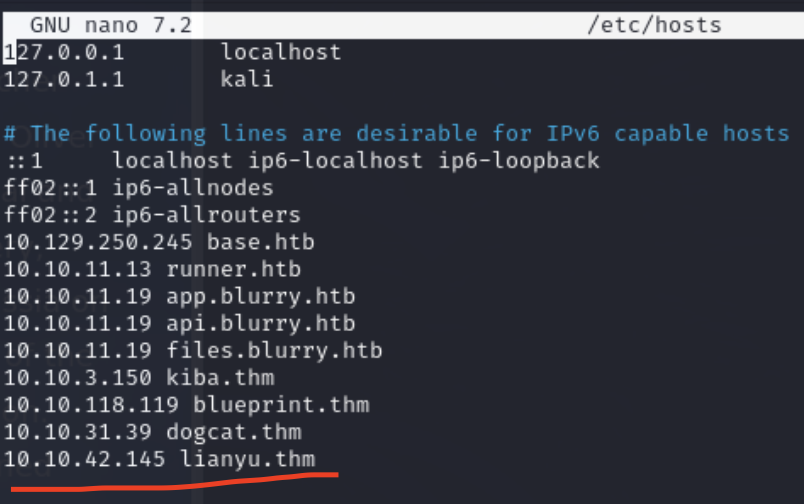 GNU nano 7.2 /etc/hosts
127.0.0.1 localhost
127.0.1.1 kali
# The following lines are desirable for IPv6 capable hosts
::1 localhost ip6-localhost ip6-loopback
ff02::1 ip6-allnodes
ff02::2 ip6-allrouters
10.129.250.245 base.htb
10.10.11.13 runner.htb
10.10.11.19 app.blurry.htb
10.10.11.19 api.blurry.htb
10.10.11.19 files.blurry.htb
10.10.3.150 kiba.thm
10.10.118.119 blueprint.thm
10.10.31.39 dogcat.thm
10.10.42.145 lianyu.thm